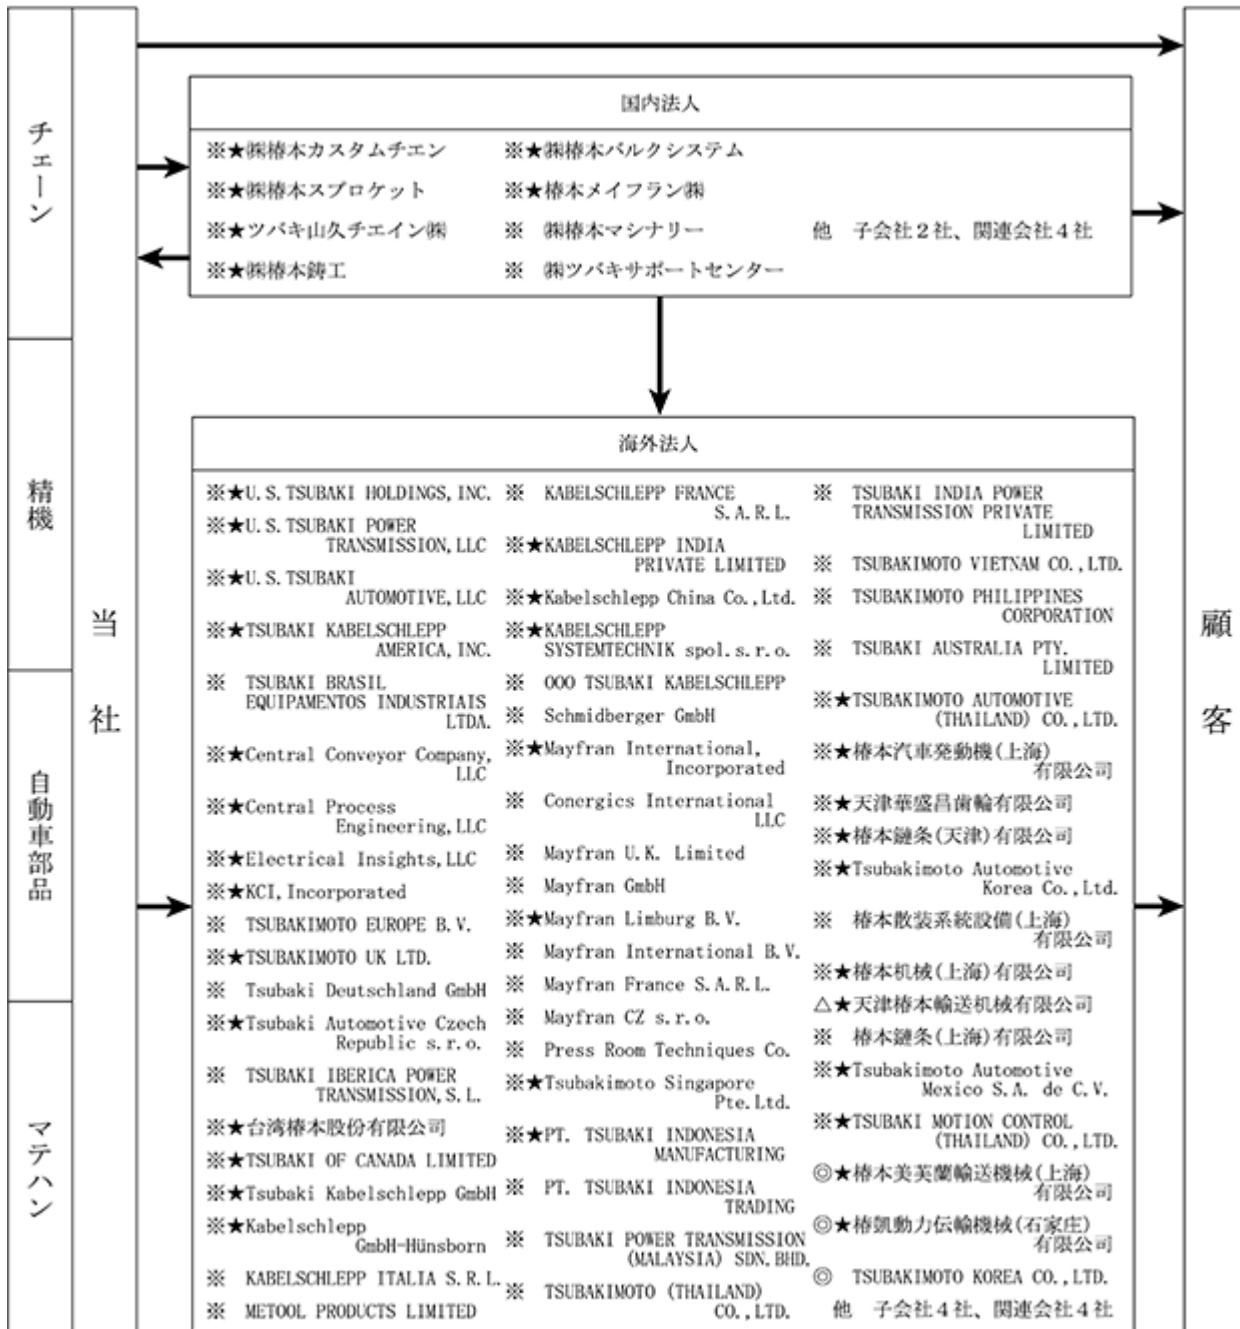 チェーン
精機
自動車部品
マテハン
当社
国内法人
※★㈱椿本カスタムチエン
※★㈱椿本スプロケット
※★ツバキ山久チエイン㈱
※★㈱椿本鋳工
※★㈱椿本バルクシステム
※★椿本メイフラン㈱
※ ㈱椿本マシナリー
※ ㈱ツバキサポートセンター
他 子会社2社、関連会社4社
海外法人
※★U.S.TSUBAKI HOLDINGS,INC.
※★U.S.TSUBAKI POWER
TRANSMISSION,LLC
※★U.S.TSUBAKI
AUTOMOTIVE,LLC
※★TSUBAKI KABELSCHLEPP
AMERICA,INC.
※ TSUBAKI BRASIL
EQUIPAMENTOS INDUSTRIAIS
LTDA.
※★Central Conveyor Company,
LLC
※★Central Process
Engineering,LLC
※★Electrical Insights,LLC
※★KCI,Incorporated
※ TSUBAKIMOTO EUROPE B.V.
※★TSUBAKIMOTO UK LTD.
※ Tsubaki Deutschland GmbH
※★Tsubaki Automotive Czech
Republic s.r.o.
※ TSUBAKI IBERICA POWER
TRANSMISSION,S.L.
※★台湾椿本股份有限公司
※★TSUBAKI OF CANADA LIMITED
※★Tsubaki Kabelschlepp GmbH
※★Kabelschlepp
GmbH-Hünsborn
※ KABELSCHLEPP ITALIA S.R.L.
※ METOOL PRODUCTS LIMITED
※ KABELSCHLEPP FRANCE
S.A.R.L.
※★KABELSCHLEPP INDIA
PRIVATE LIMITED
※★Kabelschlepp China Co.,Ltd.
※★KABELSCHLEPP
SYSTEMTECHNIK spol.s.r.o.
※ OOO TSUBAKI KABELSCHLEPP
※ Schmidberger GmbH
※★Mayfran International,
Incorporated
※ Conergics International
LLC
※ Mayfran U.K. Limited
※ Mayfran GmbH
※★Mayfran Limburg B.V.
※ Mayfran International B.V.
※ Mayfran France S.A.R.L.
※ Mayfran CZ s.r.o.
※ Press Room Techniques Co.
※★Tsubakimoto Singapore
Pte.Ltd.
※★PT. TSUBAKI INDONESIA
MANUFACTURING
※ PT. TSUBAKI INDONESIA
TRADING
※ TSUBAKI POWER TRANSMISSION
(MALAYSIA) SDN.BHD.
※ TSUBAKIMOTO (THAILAND)
CO.,LTD.
※ TSUBAKI INDIA POWER
TRANSMISSION PRIVATE
LIMITED
※ TSUBAKIMOTO VIETNAM CO.,LTD.
※ TSUBAKIMOTO PHILIPPINES
CORPORATION
※ TSUBAKI AUSTRALIA PTY.
LIMITED
※★TSUBAKIMOTO AUTOMOTIVE
(THAILAND) CO.,LTD.
※★椿本汽車発動機(上海)
有限公司
※★天津華盛昌歯輪有限公司
※★椿本鏈条(天津)有限公司
※★Tsubakimoto Automotive
Korea Co.,Ltd.
※ 椿本散装系統設備(上海)
有限公司
※★椿本机械(上海)有限公司
△★天津椿本輸送机械有限公司
※ 椿本鏈条(上海)有限公司
※★Tsubakimoto Automotive
Mexico S.A. de C.V.
※★TSUBAKI MOTION CONTROL
(THAILAND) CO.,LTD.
◎★椿本美芙蘭輸送機械(上海)
有限公司
◎★椿凱動力伝輸機械(石家庄)
有限公司
◎ TSUBAKIMOTO KOREA CO.,LTD.
他 子会社4社、関連会社4社
顧客